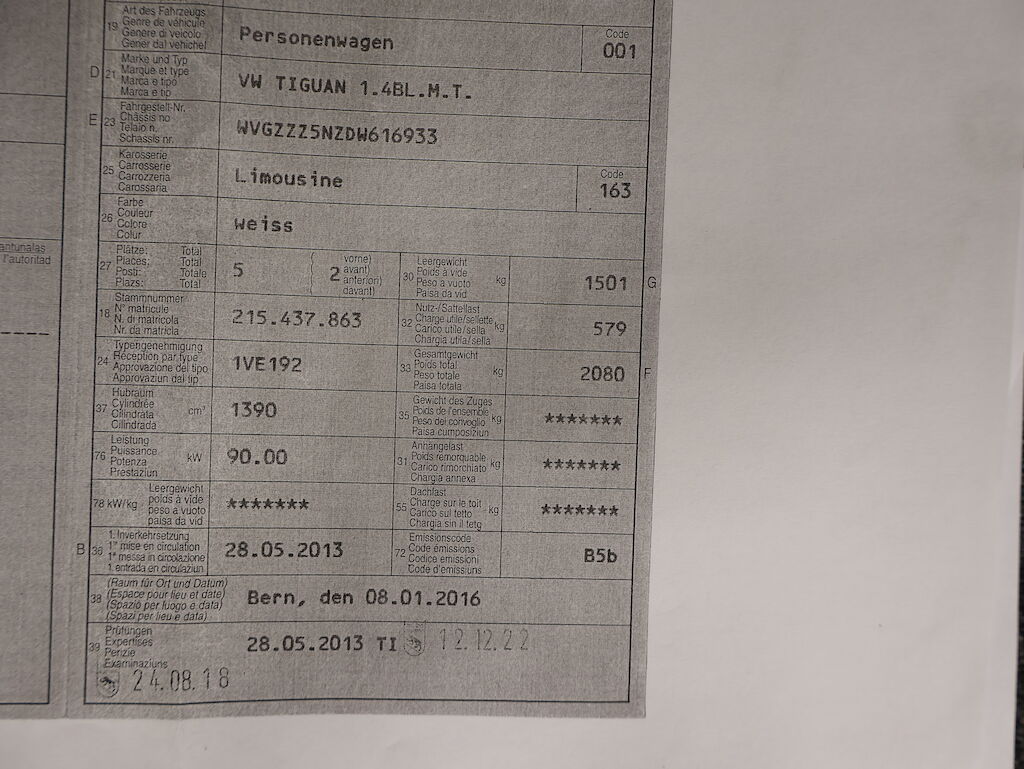 antunalas
l'autoritad
19 Art des Fahrzeugs
Genre de véhicule
Genere di veicolo
Gener dal vehichel
Personenwagen
Code
001
D 21 Marke und Typ
Marque et type
Marca e tipo
Marca e tip
VW TIGUAN 1.4BL.M.T.
E 23 Fahrgestell-Nr.
Châssis no
Telaio n.
Schassis nr.
WVGZZZ5NZDW616933
25 Karosserie
Carrosserie
Carrozzeria
Carossaria
Limousine
Code
163
26 Farbe
Couleur
Colore
Colur
weiss
27 Plätze: Total
Places: Total
Posti: Totale
Plazs: Total
5
2
vorne)
avant)
anteriori)
davant)
30 Leergewicht
Poids à vide
Peso a vuoto
Paisa da vid
kg
1501 G
18 Stammnummer
N° matricule
N. di matricola
Nr. da matricla
215.437.863
32 Nutz-/Sattellast
Charge utile/sellette
Carico utile/sella
Chargia utila/sella
kg
579
24 Typengenehmigung
Réception par type
Approvazione del tipo
Approvaziun dal tip
1VE192
33 Gesamtgewicht
Poids total
Peso totale
Paisa totala
kg
2080 F
37 Hubraum
Cylindrée
Cilindrata
Cilindrada
cm³
1390
35 Gewicht des Zuges
Poids de l'ensemble
Peso del convoglio
Paisa cumposiziun
kg
*******
76 Leistung
Puissance
Potenza
Prestaziun
kW
90.00
31 Anhängelast
Poids remorquable
Carico rimorchiato
Chargia annexa
kg
*******
78 kW/kg
Leergewicht
poids à vide
peso a vuoto
paisa da vid
*******
55 Dachlast
Charge sur le toit
Carico sul tetto
Chargia sin il tetg
kg
*******
B 36 1. Inverkehrsetzung
1re mise en circulation
1a messa in circolazione
1. entrada en circulaziun
28.05.2013
72 Emissionscode
Code émissions
Codice emissioni
Code d'emissiuns
B5b
38 (Raum für Ort und Datum)
(Espace pour lieu et date)
(Spazio per luogo e data)
(Spazi per lieu e data)
Bern, den 08.01.2016
39 Prüfungen
Expertises
Perizie
Examinaziuns
28.05.2013 TI
12.12.22
24.08.18